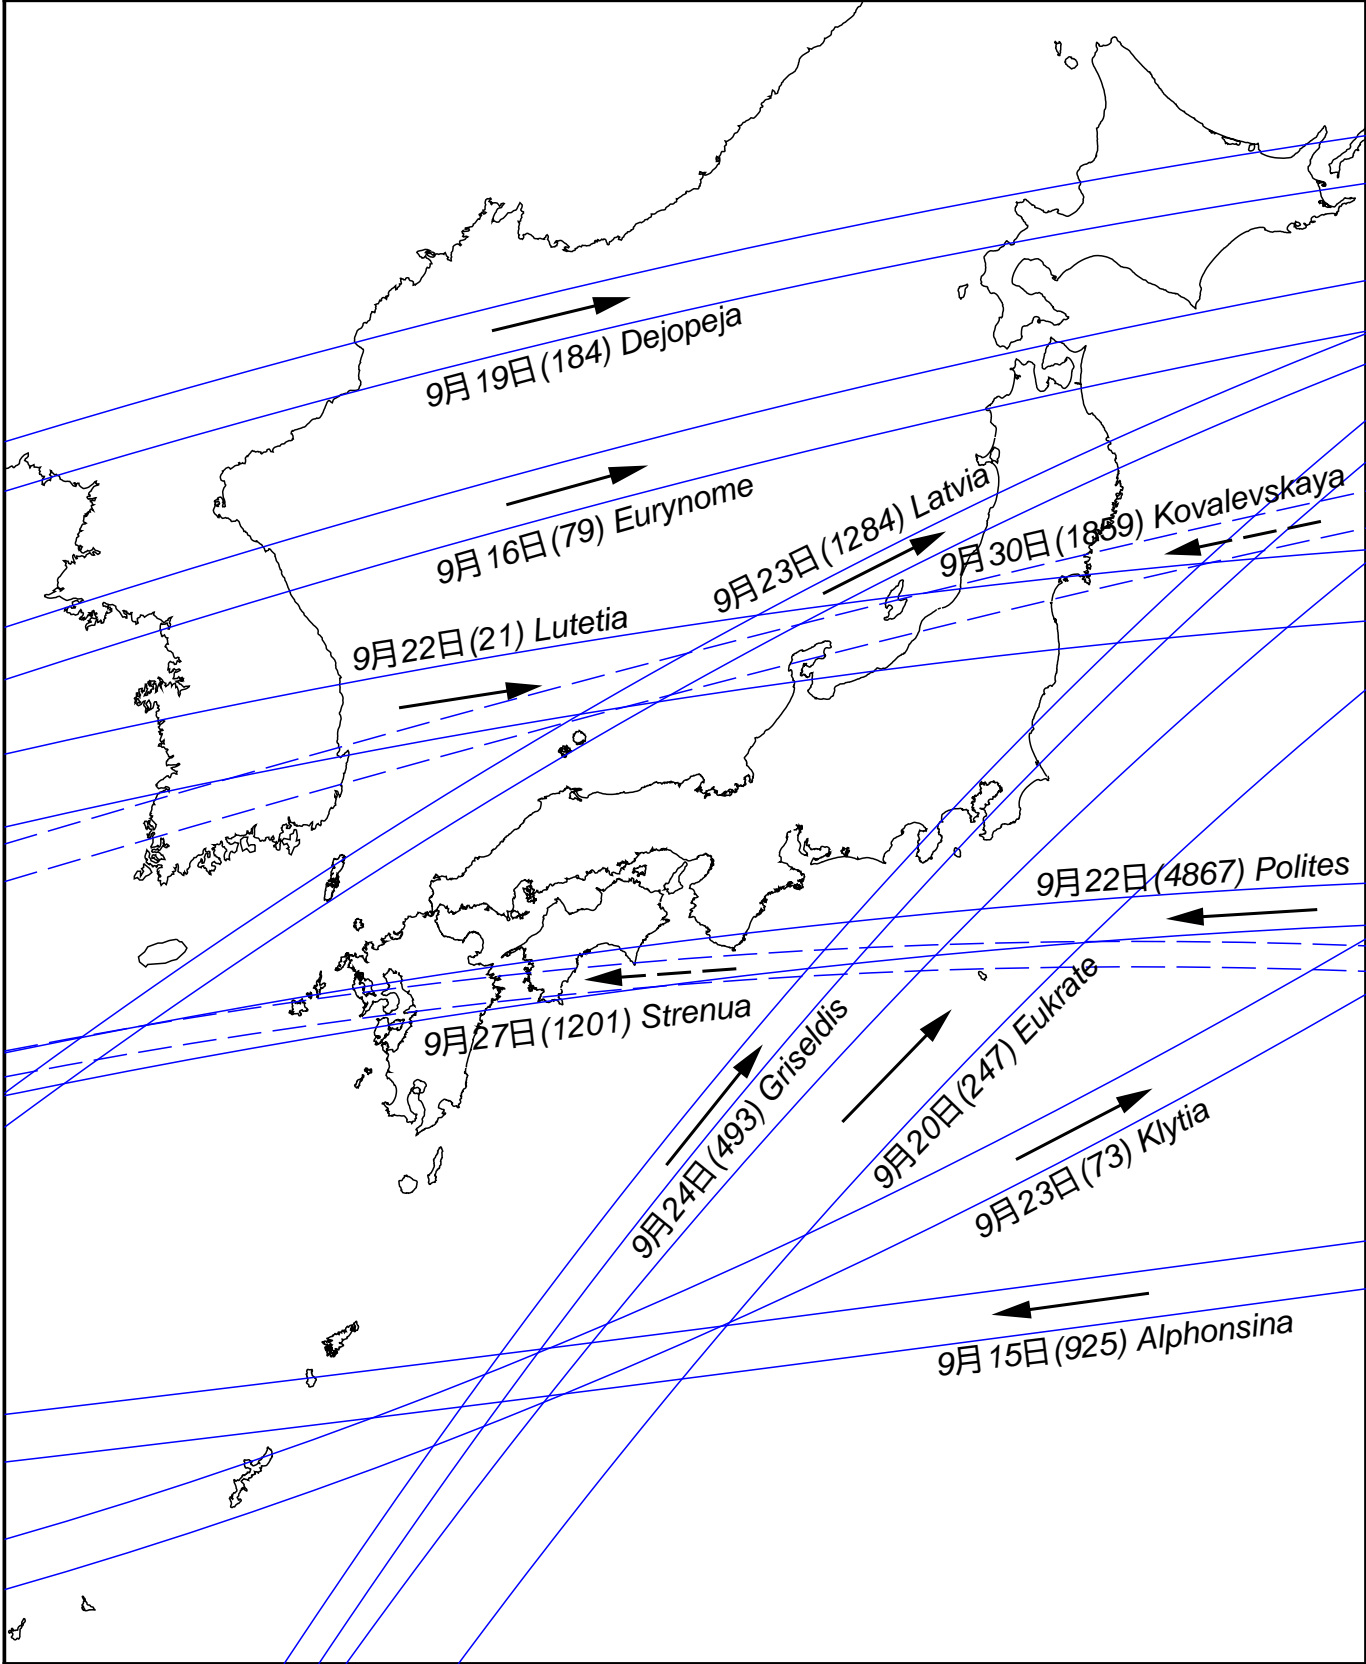 9月19日(184) Dejopeja
9月16日(79) Eurynome
9月23日(1284) Latvia
9月30日(1859) Kovalevskaya
9月22日(21) Lutetia
9月22日(4867) Polites
9月27日(1201) Strenua
9月24日(493) Griseldis
9月20日(247) Eukrate
9月23日(73) Klytia
9月15日(925) Alphonsina